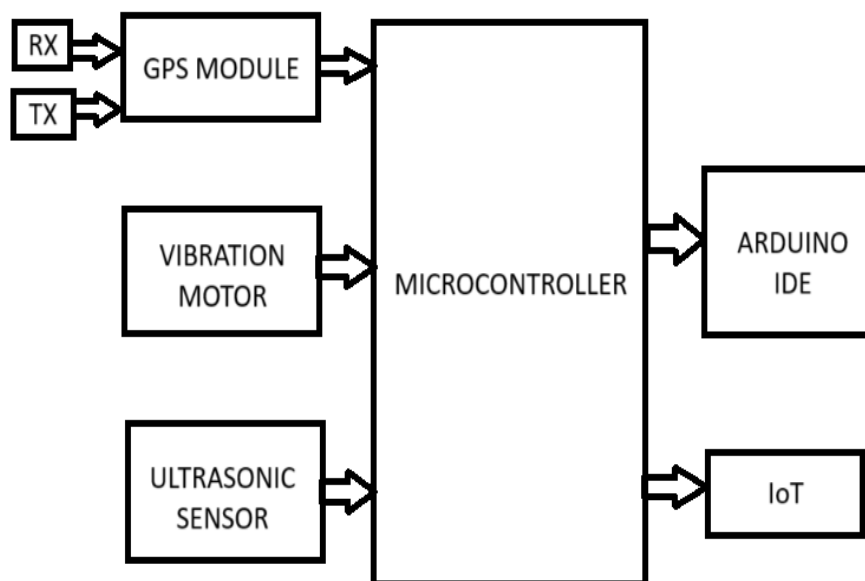 RX
GPS MODULE
TX
VIBRATION
MOTOR
MICROCONTROLLER
ARDUINO
IDE
ULTRASONIC
SENSOR
IoT